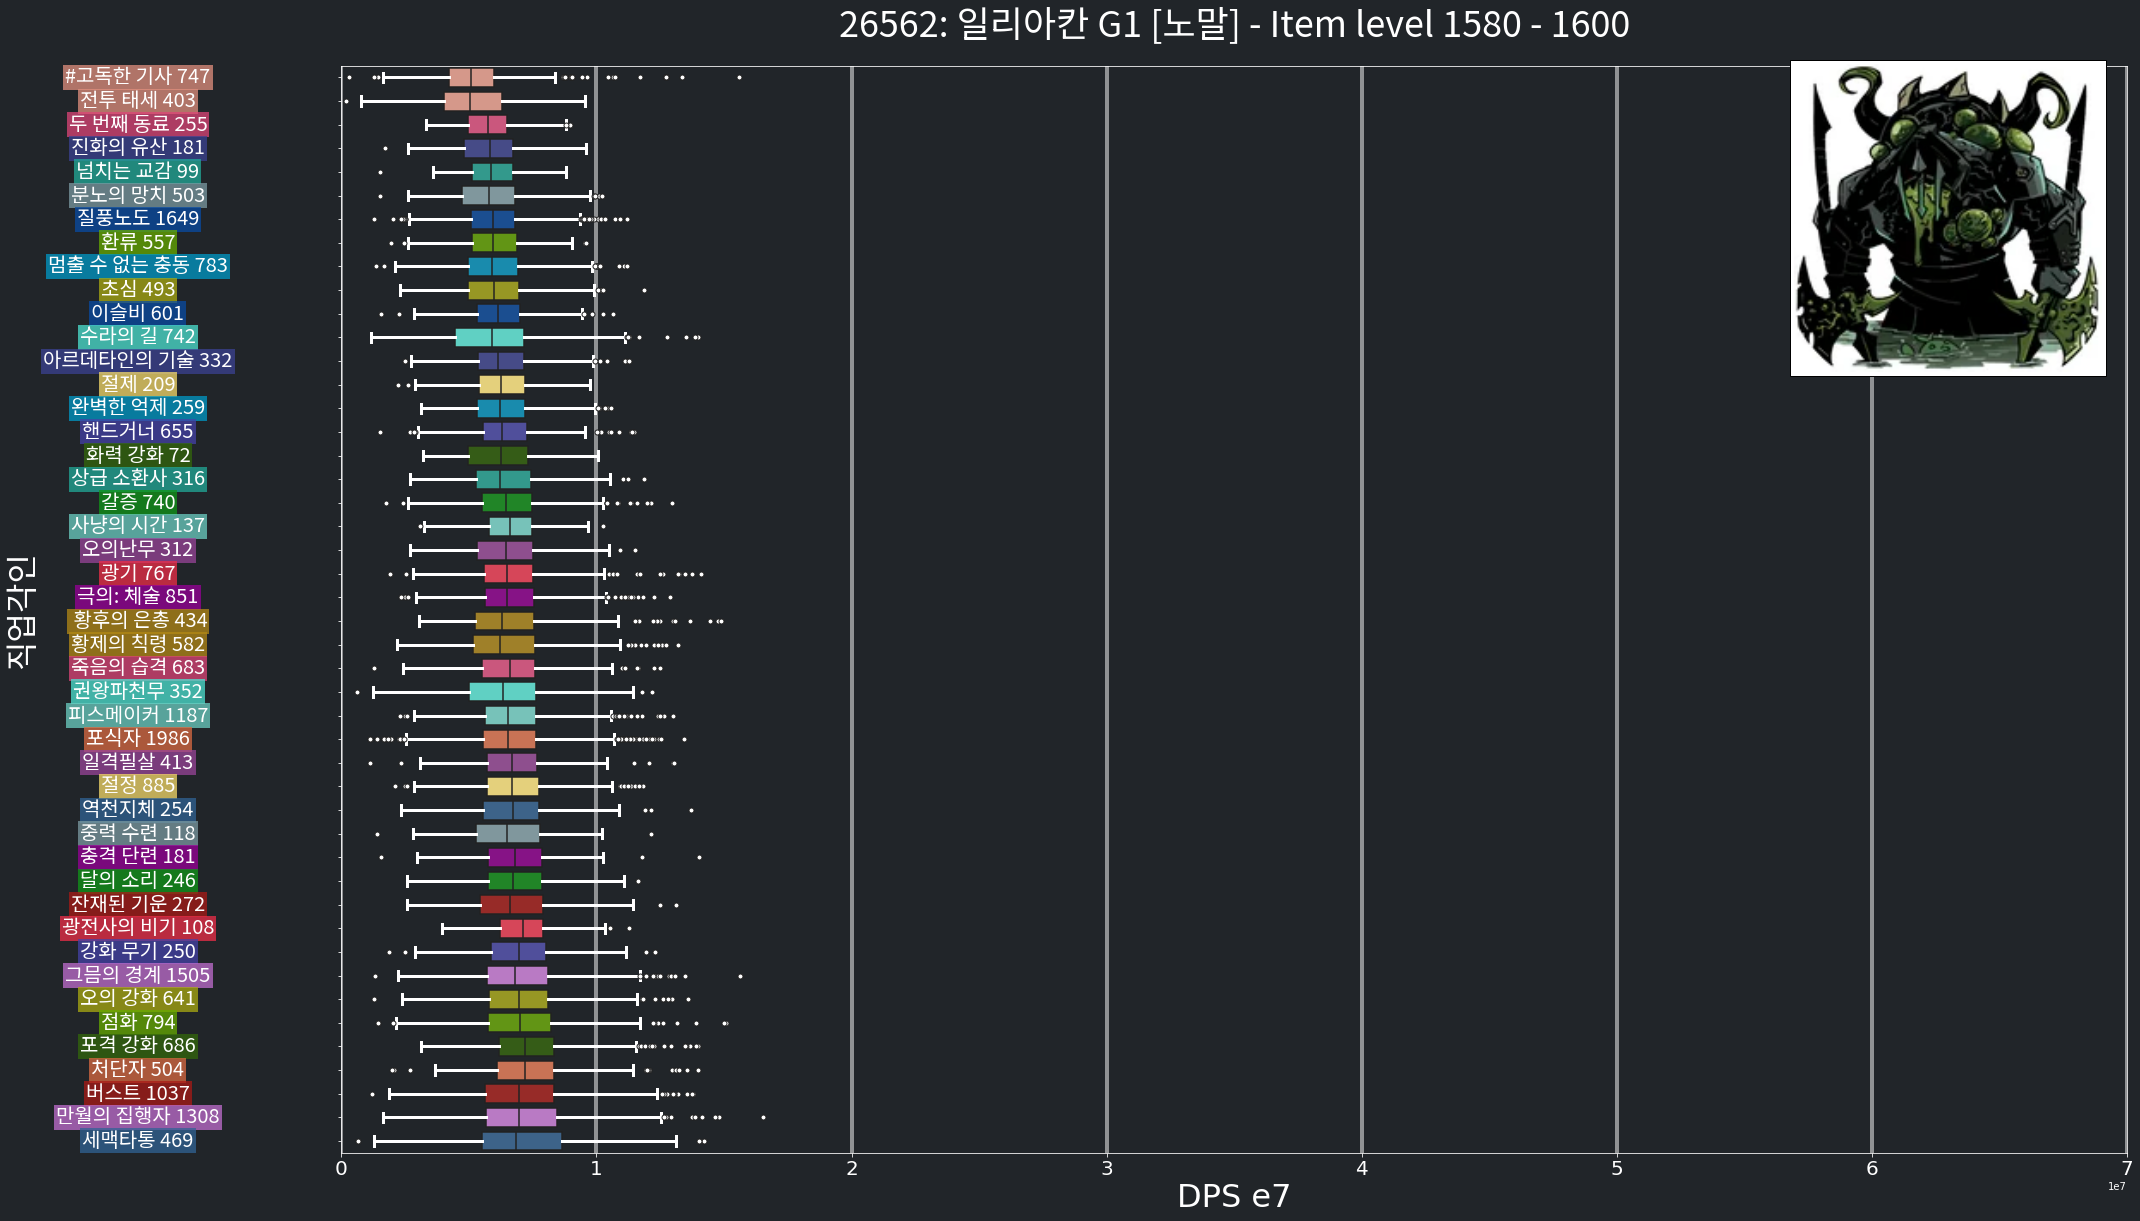 26562: 일리아칸 G1 [노말] - Item level 1580 - 1600
직업각인
#고독한 기사 747
전투 태세 403
두 번째 동료 255
진화의 유산 181
넘치는 교감 99
분노의 망치 503
질풍노도 1649
환류 557
멈출 수 없는 충동 783
초심 493
이슬비 601
수라의 길 742
아르데타인의 기술 332
절제 209
완벽한 억제 259
핸드거너 655
화력 강화 72
상급 소환사 316
갈증 740
사냥의 시간 137
오의난무 312
광기 767
극의: 체술 851
황후의 은총 434
황제의 칙령 582
죽음의 습격 683
권왕파천무 352
피스메이커 1187
포식자 1986
일격필살 413
절정 885
역천지체 254
중력 수련 118
충격 단련 181
달의 소리 246
잔재된 기운 272
광전사의 비기 108
강화 무기 250
그믐의 경계 1505
오의 강화 641
점화 794
포격 강화 686
처단자 504
버스트 1037
만월의 집행자 1308
세맥타통 469
0 1 2 3 4 5 6 7
1e7
DPS e7